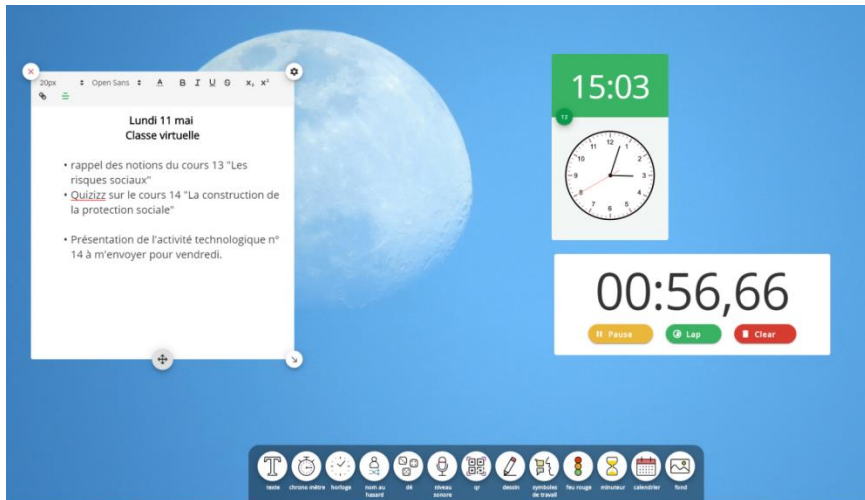 20px Open Sans A B I U S x₁ x²
Lundi 11 mai
Classe virtuelle
• rappel des notions du cours 13 "Les
risques sociaux"
• Quizizz sur le cours 14 "La construction de
la protection sociale"
• Présentation de l'activité technologique n°
14 à m'envoyer pour vendredi.
15:03
12
12
1
3
4
5
6
7
8
9
10
11
00:56,66
Pause Lap Clear
texte chrono mètre horloge nom au hasard dé niveau sonore qr dessin symboles de travail feu rouge minuteur calendrier fond